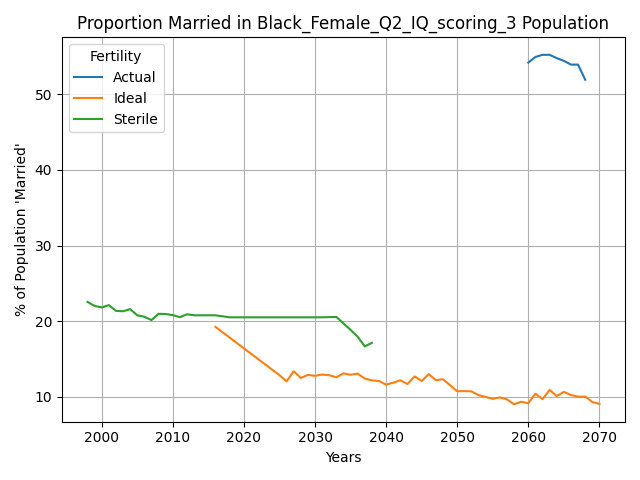 Proportion Married in Black_Female_Q2_IQ_scoring_3 Population
Fertility
Actual
Ideal
Sterile
% of Population 'Married'
50
40
30
20
10
2000 2010 2020 2030 2040 2050 2060 2070
Years